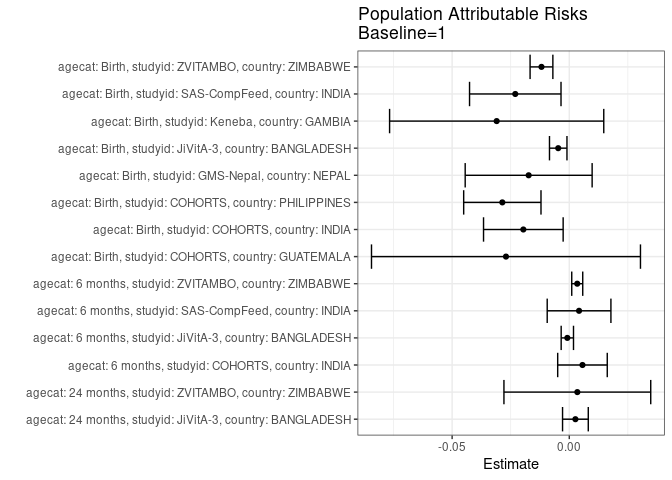 Population Attributable Risks
Baseline=1
agecat: Birth, studyid: ZVITAMBO, country: ZIMBABWE
agecat: Birth, studyid: SAS-CompFeed, country: INDIA
agecat: Birth, studyid: Keneba, country: GAMBIA
agecat: Birth, studyid: JiVitA-3, country: BANGLADESH
agecat: Birth, studyid: GMS-Nepal, country: NEPAL
agecat: Birth, studyid: COHORTS, country: PHILIPPINES
agecat: Birth, studyid: COHORTS, country: INDIA
agecat: Birth, studyid: COHORTS, country: GUATEMALA
agecat: 6 months, studyid: ZVITAMBO, country: ZIMBABWE
agecat: 6 months, studyid: SAS-CompFeed, country: INDIA
agecat: 6 months, studyid: JiVitA-3, country: BANGLADESH
agecat: 6 months, studyid: COHORTS, country: INDIA
agecat: 24 months, studyid: ZVITAMBO, country: ZIMBABWE
agecat: 24 months, studyid: JiVitA-3, country: BANGLADESH
-0.05 0.00
Estimate